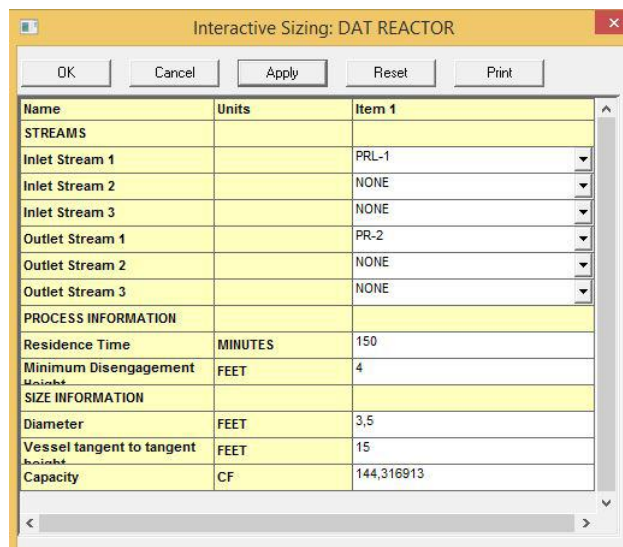 Interactive Sizing: DAT REACTOR
OK Cancel Apply Reset Print
Name Units Item 1
STREAMS
Inlet Stream 1 PRL-1
Inlet Stream 2 NONE
Inlet Stream 3 NONE
Outlet Stream 1 PR-2
Outlet Stream 2 NONE
Outlet Stream 3 NONE
PROCESS INFORMATION
Residence Time MINUTES 150
Minimum Disengagement FEET 4
Height
SIZE INFORMATION
Diameter FEET 3,5
Vessel tangent to tangent FEET 15
height
Capacity CF 144,316913